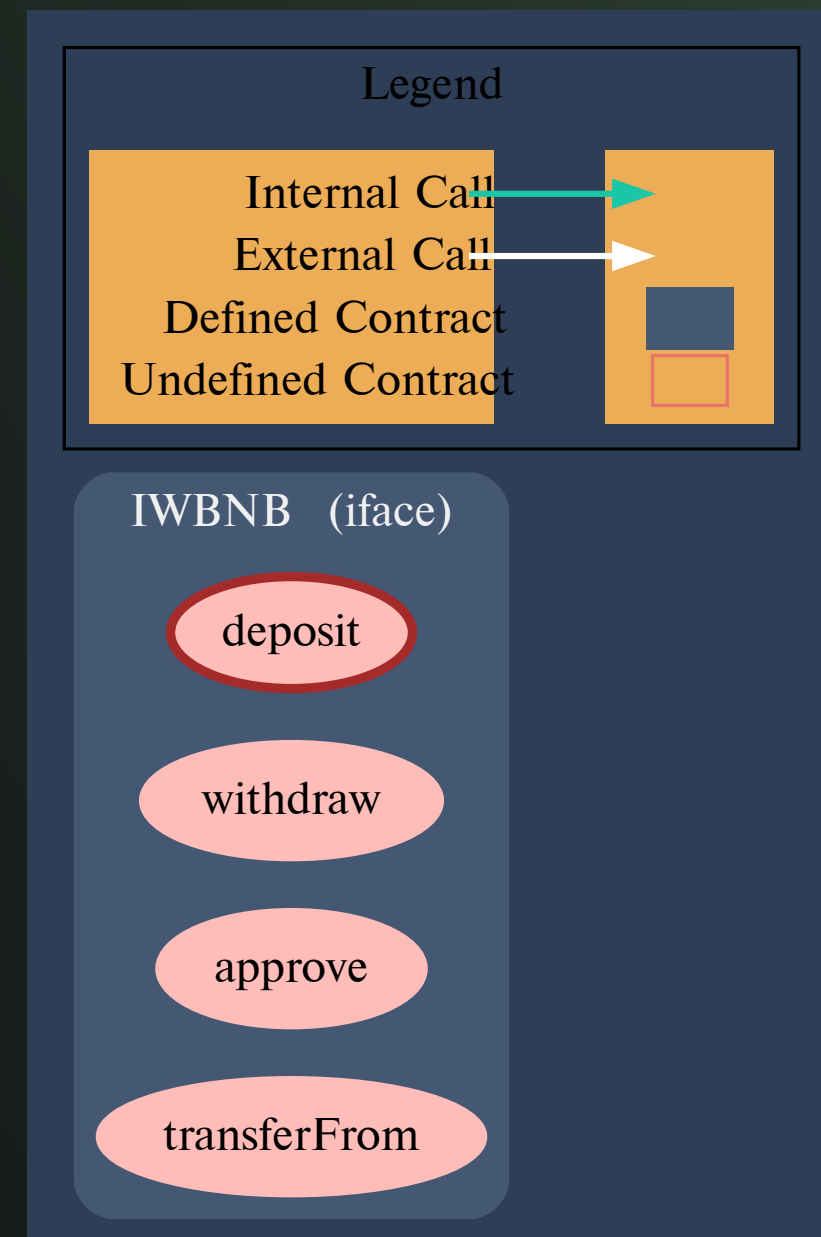 Legend
Internal Call
External Call
Defined Contract
Undefined Contract
IWBNB (iface)
deposit
withdraw
approve
transferFrom